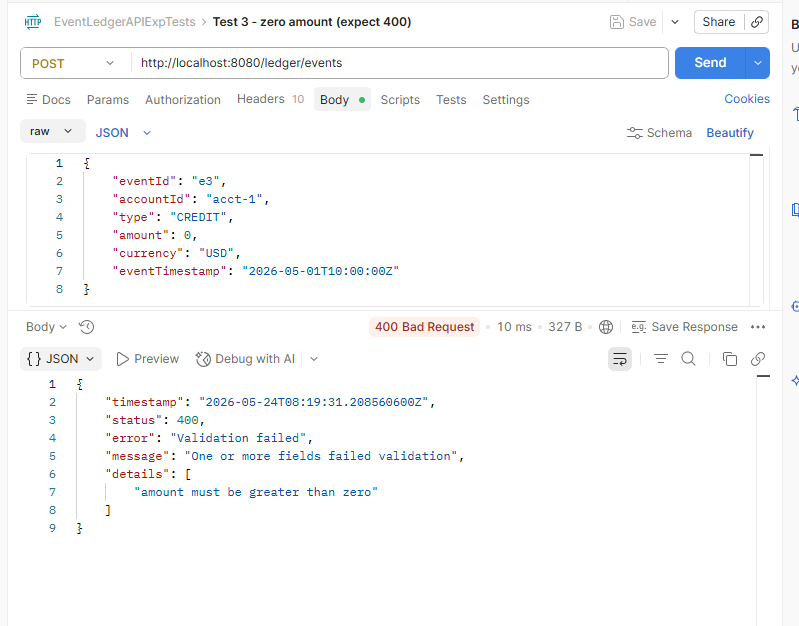 HTTP EventLedgerAPIExpTests > Test 3 - zero amount (expect 400) Save Share
POST http://localhost:8080/ledger/events Send
Docs Params Authorization Headers 10 Body Scripts Tests Settings Cookies
raw JSON Schema Beautify
1 {
2 "eventId": "e3",
3 "accountId": "acct-1",
4 "type": "CREDIT",
5 "amount": 0,
6 "currency": "USD",
7 "eventTimestamp": "2026-05-01T10:00:00Z"
8 }
Body 400 Bad Request • 10 ms • 327 B • e.g. Save Response
{} JSON Preview Debug with AI
1 {
2 "timestamp": "2026-05-24T08:19:31.208560600Z",
3 "status": 400,
4 "error": "Validation failed",
5 "message": "One or more fields failed validation",
6 "details": [
7 "amount must be greater than zero"
8 ]
9 }